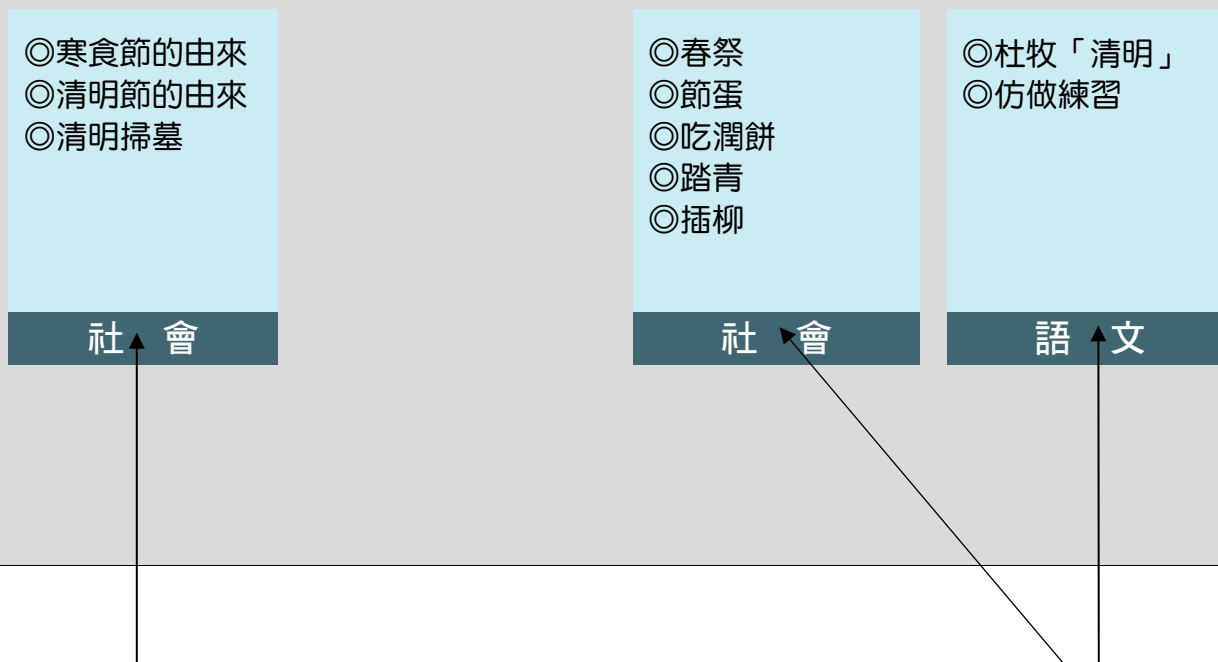 ◎寒食節的由來
◎清明節的由來
◎清明掃墓
社會
◎春祭
◎節蛋
◎吃潤餅
◎踏青
◎插柳
社會
◎杜牧「清明」
◎仿做練習
語文